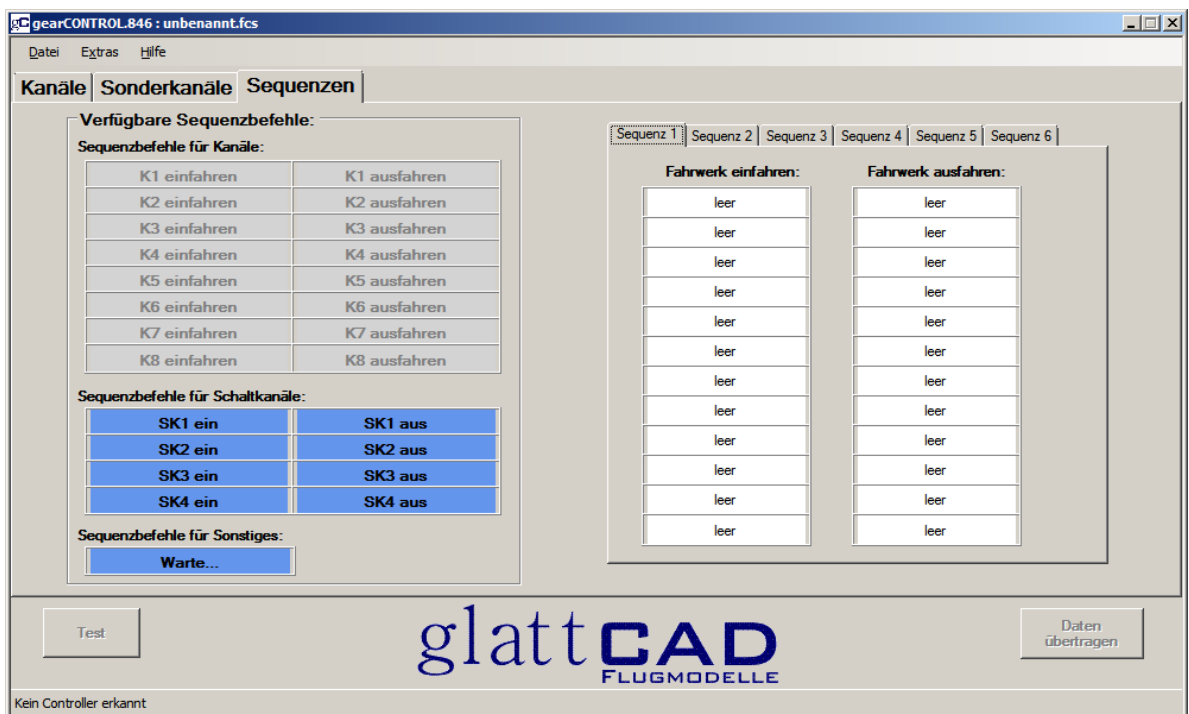 gC gearCONTROL.846 : unbenannt.fcs
Datei Extras Hilfe
Kanäle Sonderkanäle Sequenzen
Verfügbare Sequenzbefehle:
Sequenzbefehle für Kanäle:
K1 einfahren K1 ausfahren
K2 einfahren K2 ausfahren
K3 einfahren K3 ausfahren
K4 einfahren K4 ausfahren
K5 einfahren K5 ausfahren
K6 einfahren K6 ausfahren
K7 einfahren K7 ausfahren
K8 einfahren K8 ausfahren
Sequenzbefehle für Schaltkanäle:
SK1 ein SK1 aus
SK2 ein SK2 aus
SK3 ein SK3 aus
SK4 ein SK4 aus
Sequenzbefehle für Sonstiges:
Warte...
Sequenz 1 Sequenz 2 Sequenz 3 Sequenz 4 Sequenz 5 Sequenz 6
Fahrwerk einfahren: Fahrwerk ausfahren:
leer leer
leer leer
leer leer
leer leer
leer leer
leer leer
leer leer
leer leer
leer leer
leer leer
leer leer
leer leer
Test
glattCAD
FLUGMODELLE
Daten
übertragen
Kein Controller erkannt